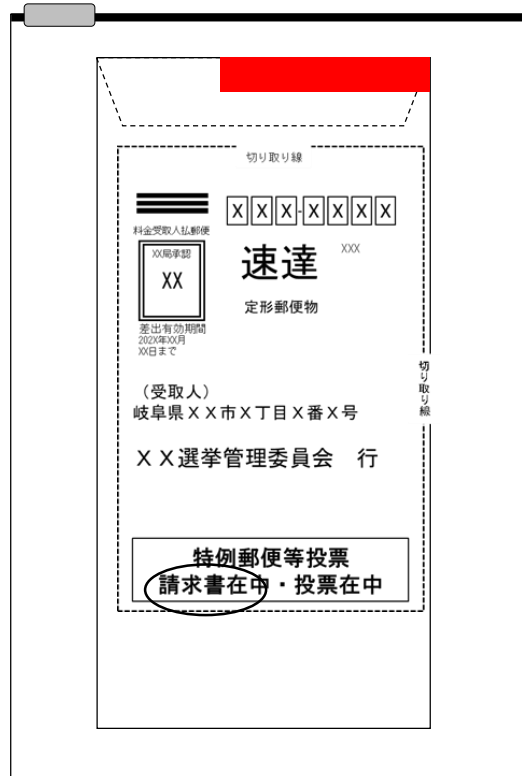 切り取り線
XXX-XXXX
料金受取人払郵便
XX局承認
XX
差出有効期間
202X年XX月
XX日まで
速達
XXX
定形郵便物
切り取り線
（受取人）
岐阜県XX市X丁目X番X号
XX選挙管理委員会　行
特例郵便等投票
請求書在中・投票在中